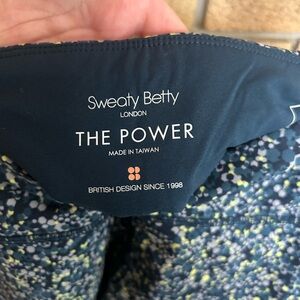 Sweaty Betty
LONDON
THE POWER
MADE IN TAIWAN
BRITISH DESIGN SINCE 1998